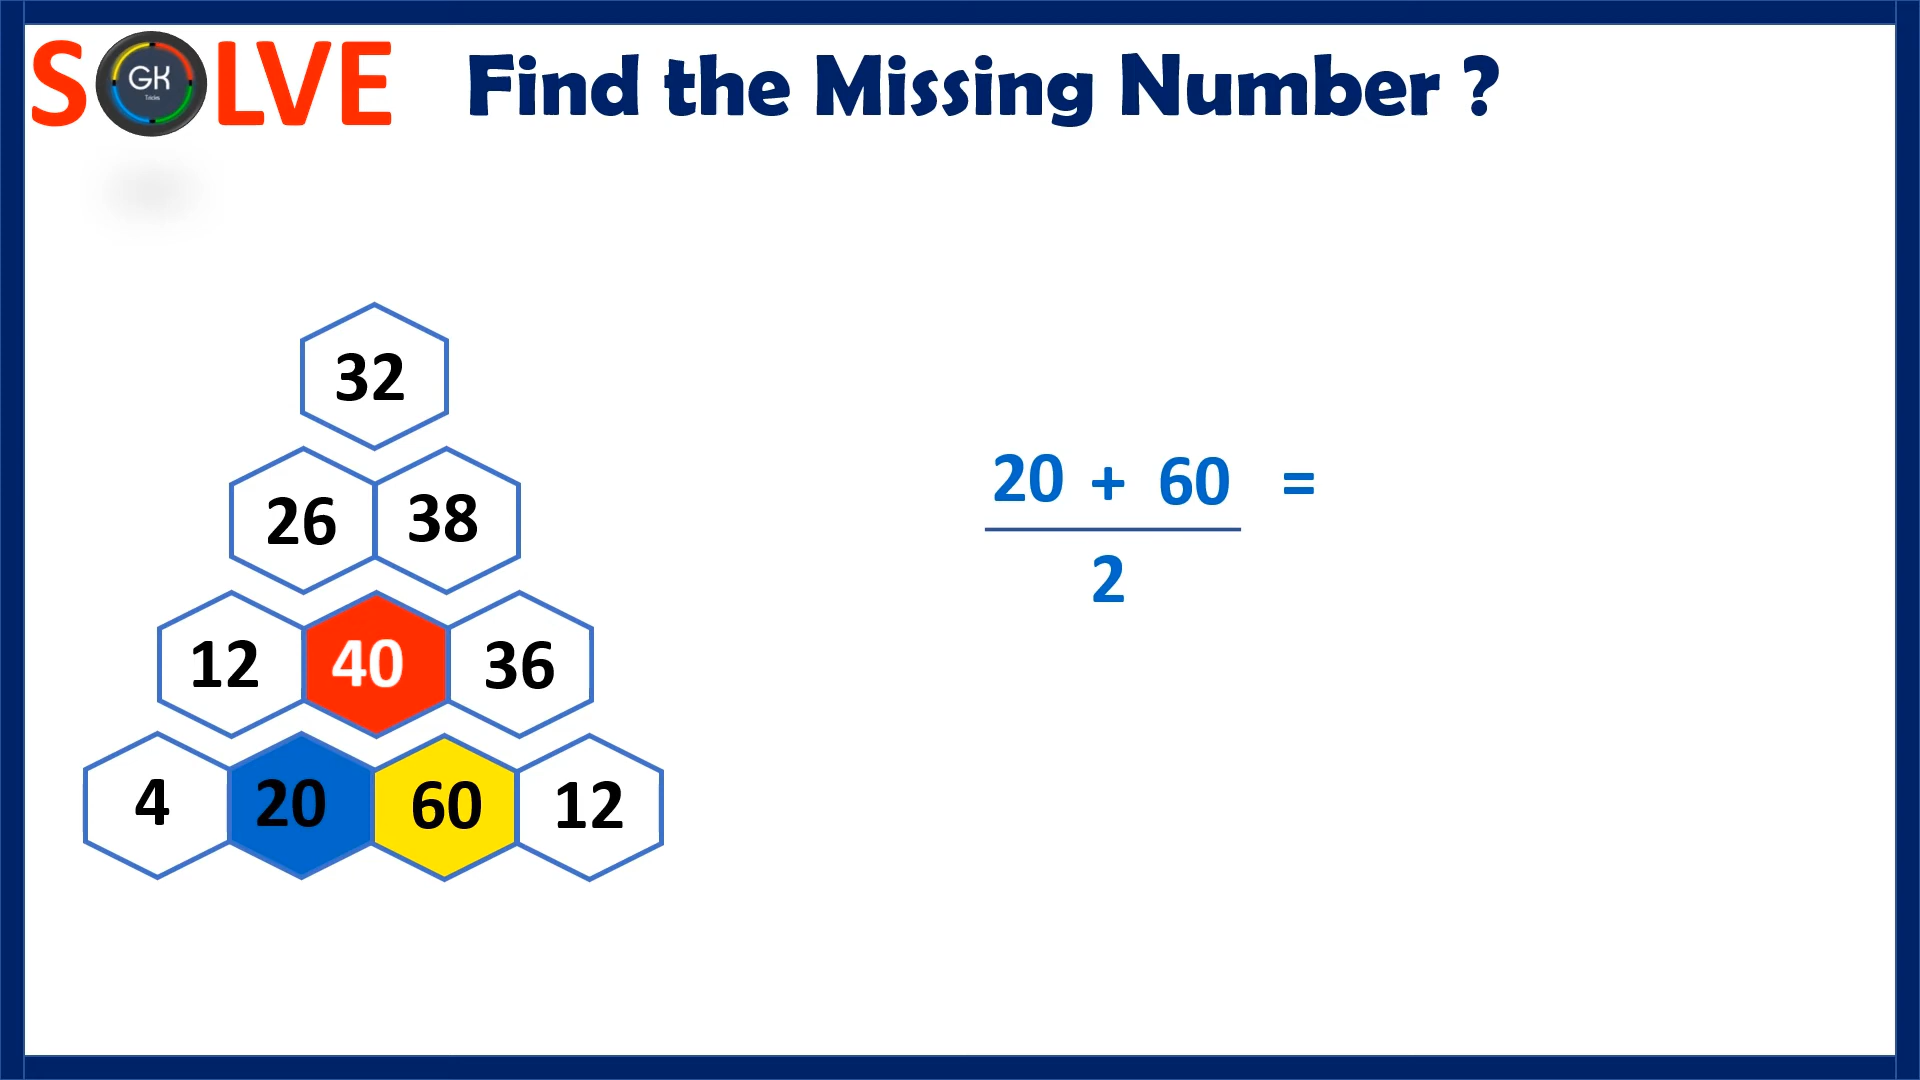 SOLVE Find the Missing Number ?
GK
Tricks
32
26 38
12 40 36
4 20 60 12
20 + 60 =
2